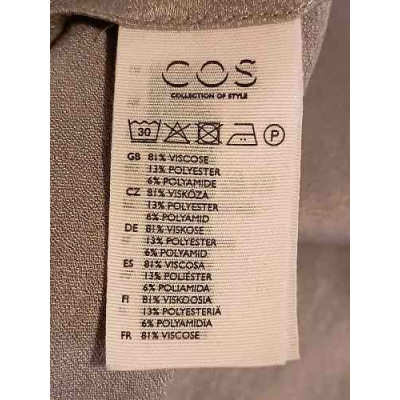 COS
COLLECTION OF STYLE
30 P
GB 81% VISCOSE
13% POLYESTER
6% POLYAMIDE
CZ 81% VISKÓZA
13% POLYESTER
6% POLYAMID
DE 81% VISKOSE
13% POLYESTER
6% POLYAMID
ES 81% VISCOSA
13% POLIÉSTER
6% POLIAMIDA
FI 81% VISKOOSIA
13% POLYESTERIA
6% POLYAMIDIA
FR 81% VISCOSE